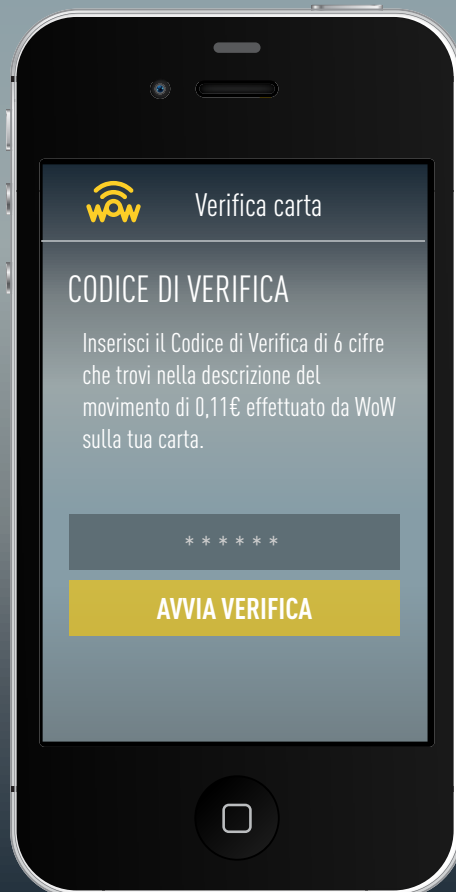 WOW
Verifica carta
CODICE DI VERIFICA
Inserisci il Codice di Verifica di 6 cifre
che trovi nella descrizione del
movimento di 0,11€ effettuato da WoW
sulla tua carta.
* * * * * *
AVVIA VERIFICA